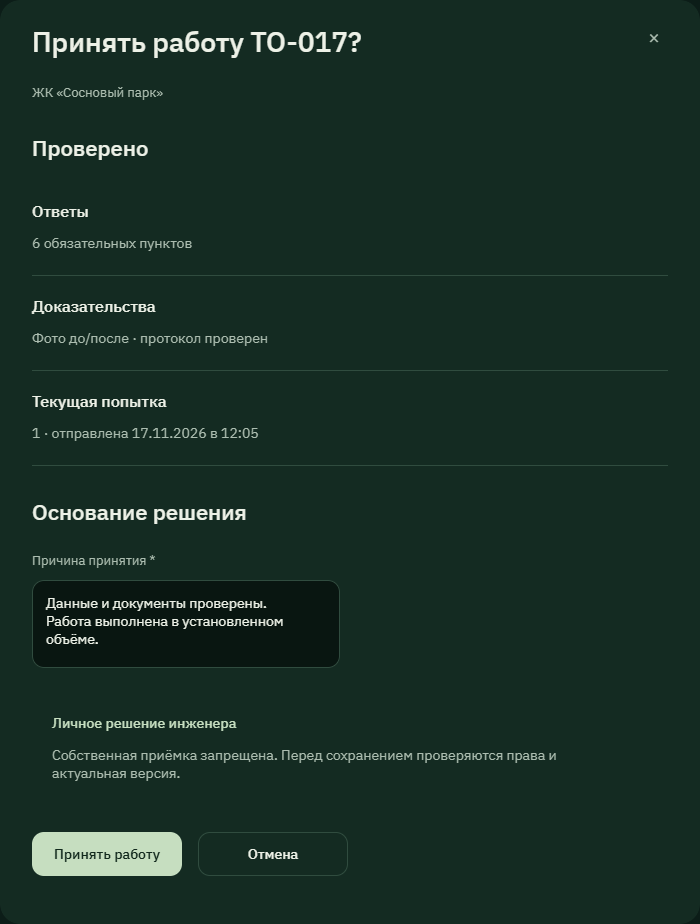 Принять работу ТО-017?
×
ЖК «Сосновый парк»
Проверено
Ответы
6 обязательных пунктов
Доказательства
Фото до/после · протокол проверен
Текущая попытка
1 · отправлена 17.11.2026 в 12:05
Основание решения
Причина принятия *
Данные и документы проверены.
Работа выполнена в установленном
объёме.
Личное решение инженера
Собственная приёмка запрещена. Перед сохранением проверяются права и
актуальная версия.
Принять работу
Отмена